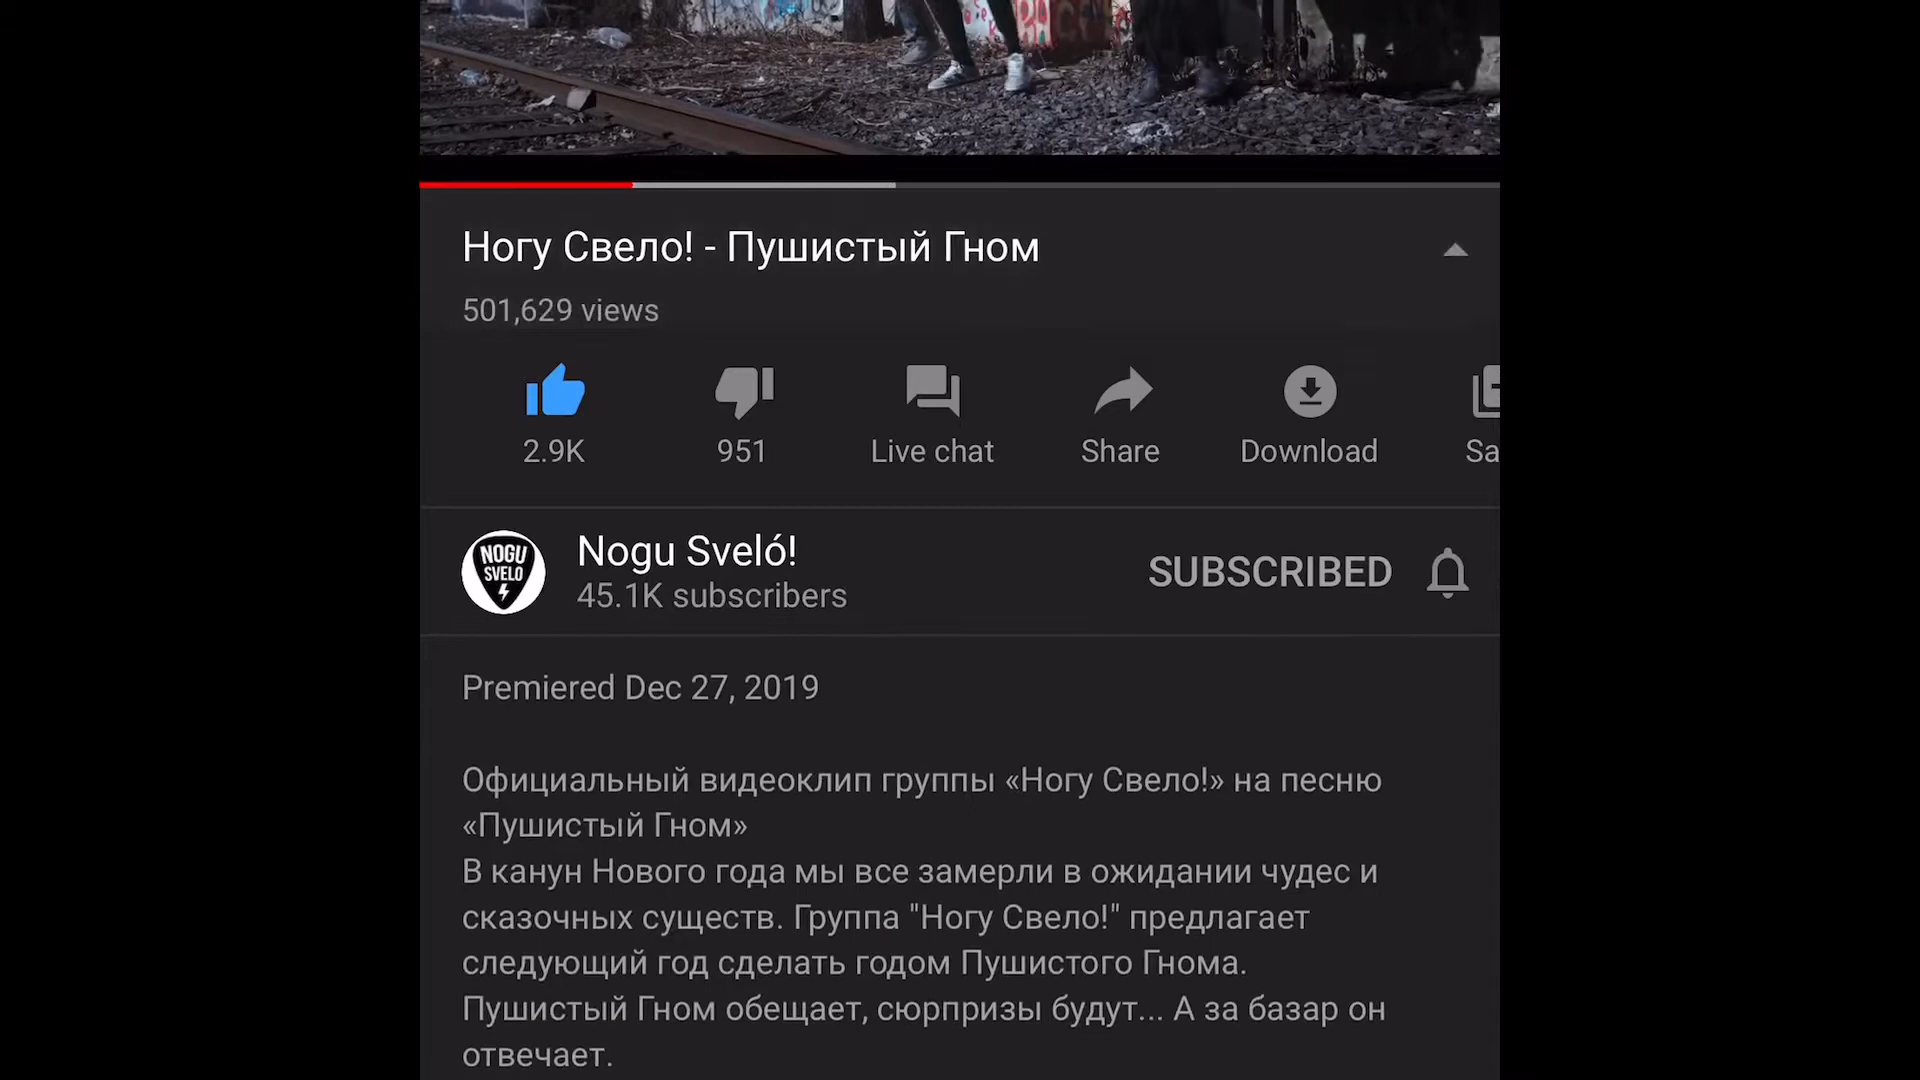 Ногу Свело! - Пушистый Гном
501,629 views
2.9K
951
Live chat
Share
Download
Sa
NOGU
SVELO
Nogu Sveló!
45.1K subscribers
SUBSCRIBED
Premiered Dec 27, 2019
Официальный видеоклип группы «Ногу Свело!» на песню
«Пушистый Гном»
В канун Нового года мы все замерли в ожидании чудес и
сказочных существ. Группа "Ногу Свело!" предлагает
следующий год сделать годом Пушистого Гнома.
Пушистый Гном обещает, сюрпризы будут... А за базар он
отвечает.